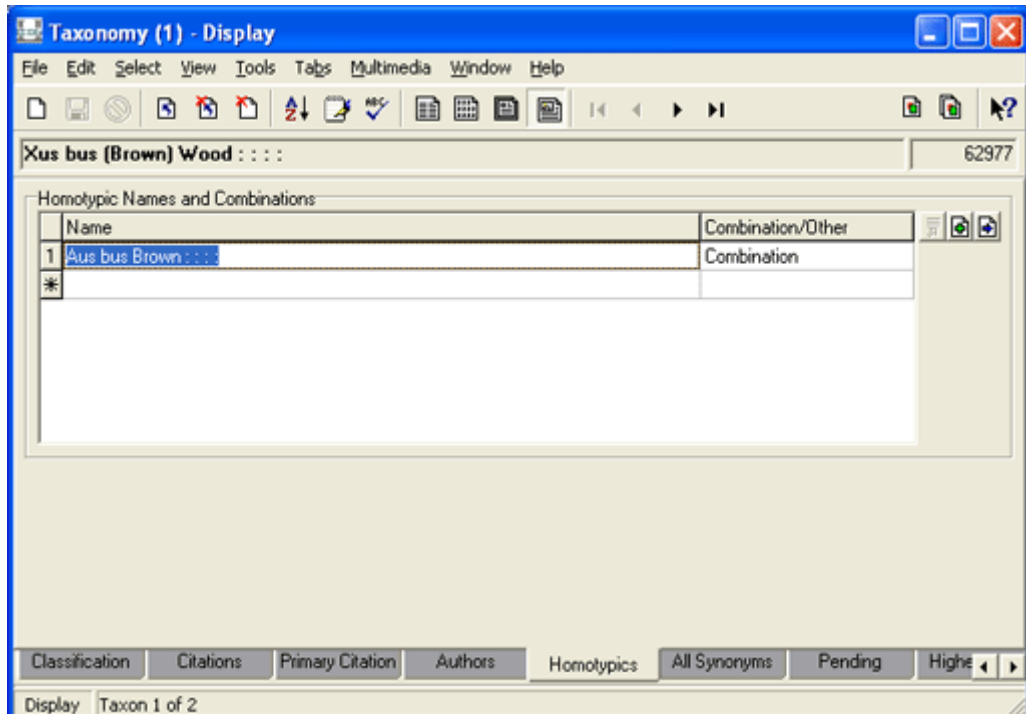 Taxonomy (1) - Display
File Edit Select View Tools Tabs Multimedia Window Help
Xus bus (Brown) Wood : : : : 62977
Homotypic Names and Combinations
Name Combination/Other
1 Aus bus Brown : : : : Combination
*
Classification Citations Primary Citation Authors Homotypics All Synonyms Pending Highe
Display Taxon 1 of 2